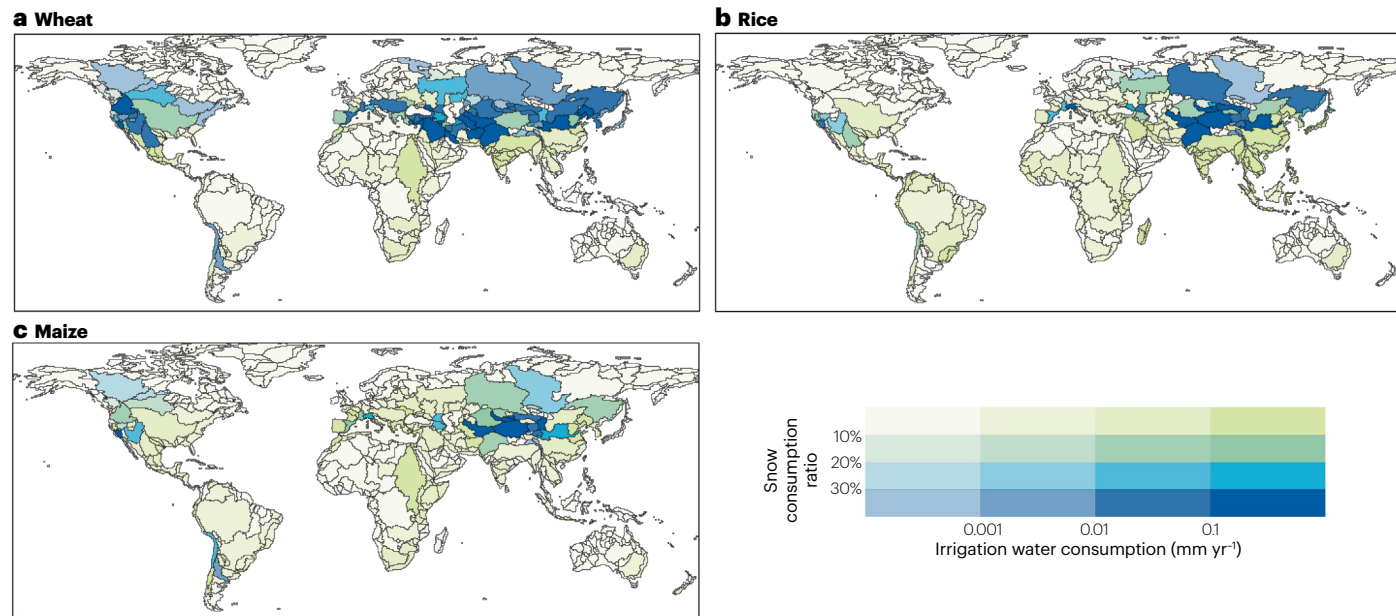 a Wheat
b Rice
c Maize
Snow
consumption
ratio
10%
20%
30%
0.001
0.01
0.1
Irrigation water consumption (mm yr⁻¹)